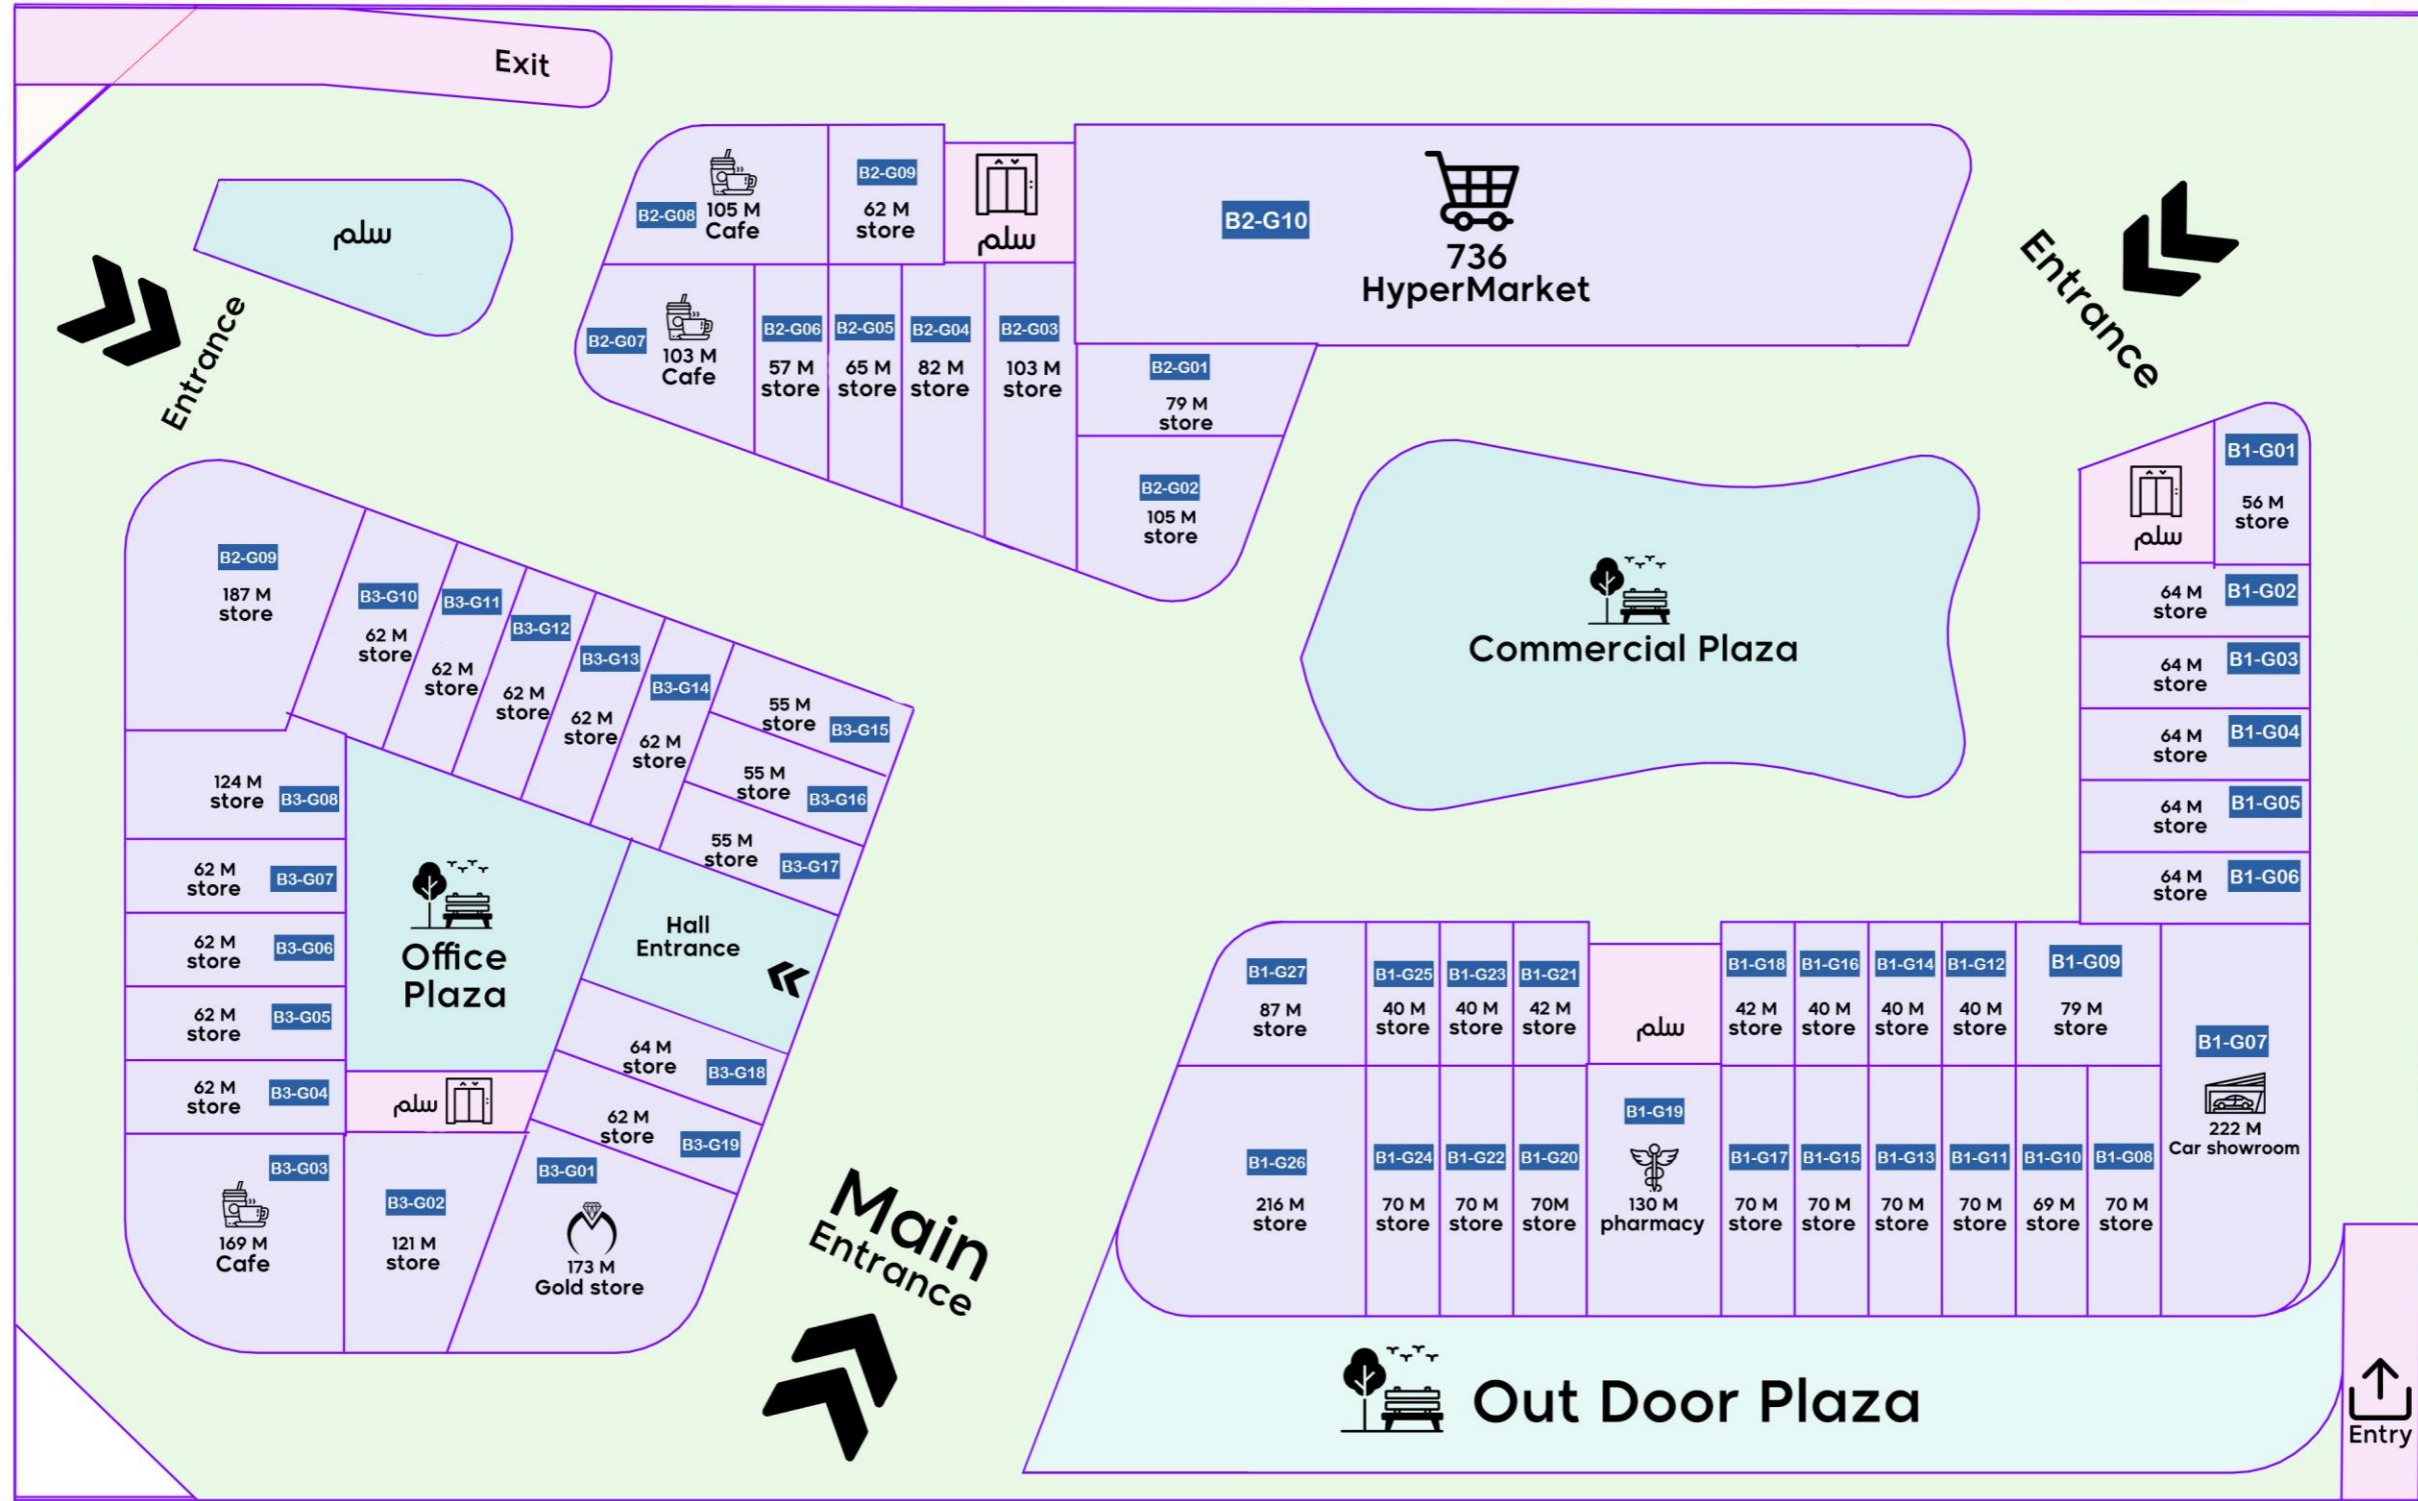 Exit
سلم
Entrance
B2-G08
105 M
Cafe
B2-G09
62 M
store
سلم
B2-G10
736
HyperMarket
Entrance
B2-G07
103 M
Cafe
B2-G06
57 M
store
B2-G05
65 M
store
B2-G04
82 M
store
B2-G03
103 M
store
B2-G01
79 M
store
B2-G02
105 M
store
Commercial Plaza
سلم
B1-G01
56 M
store
64 M
store
B1-G02
64 M
store
B1-G03
64 M
store
B1-G04
64 M
store
B1-G05
64 M
store
B1-G06
B2-G09
187 M
store
B3-G10
62 M
store
B3-G11
62 M
store
B3-G12
62 M
store
B3-G13
62 M
store
B3-G14
62 M
store
55 M
store
B3-G15
55 M
store
B3-G16
55 M
store
B3-G17
124 M
store
B3-G08
62 M
store
B3-G07
62 M
store
B3-G06
62 M
store
B3-G05
62 M
store
B3-G04
Office
Plaza
Hall
Entrance
سلم
64 M
store
B3-G18
62 M
store
B3-G19
B3-G03
169 M
Cafe
B3-G02
121 M
store
B3-G01
173 M
Gold store
Main
Entrance
B1-G27
87 M
store
B1-G25
40 M
store
B1-G23
40 M
store
B1-G21
42 M
store
سلم
B1-G18
42 M
store
B1-G16
40 M
store
B1-G14
40 M
store
B1-G12
40 M
store
B1-G09
79 M
store
B1-G07
222 M
Car showroom
B1-G26
216 M
store
B1-G24
70 M
store
B1-G22
70 M
store
B1-G20
70M
store
B1-G19
130 M
pharmacy
B1-G17
70 M
store
B1-G15
70 M
store
B1-G13
70 M
store
B1-G11
70 M
store
B1-G10
69 M
store
B1-G08
70 M
store
Out Door Plaza
Entry